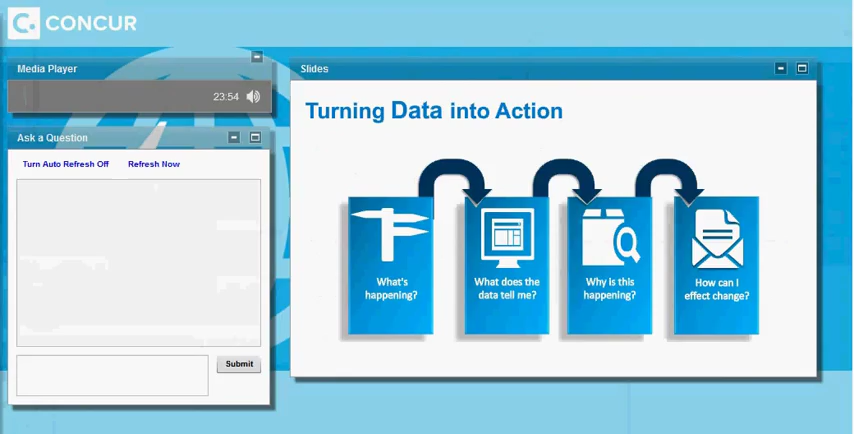 C. CONCUR
Media Player
23:54
Ask a Question
Turn Auto Refresh Off
Refresh Now
Submit
Slides
Turning Data into Action
What's
happening?
What does the
data tell me?
Why is this
happening?
How can I
effect change?